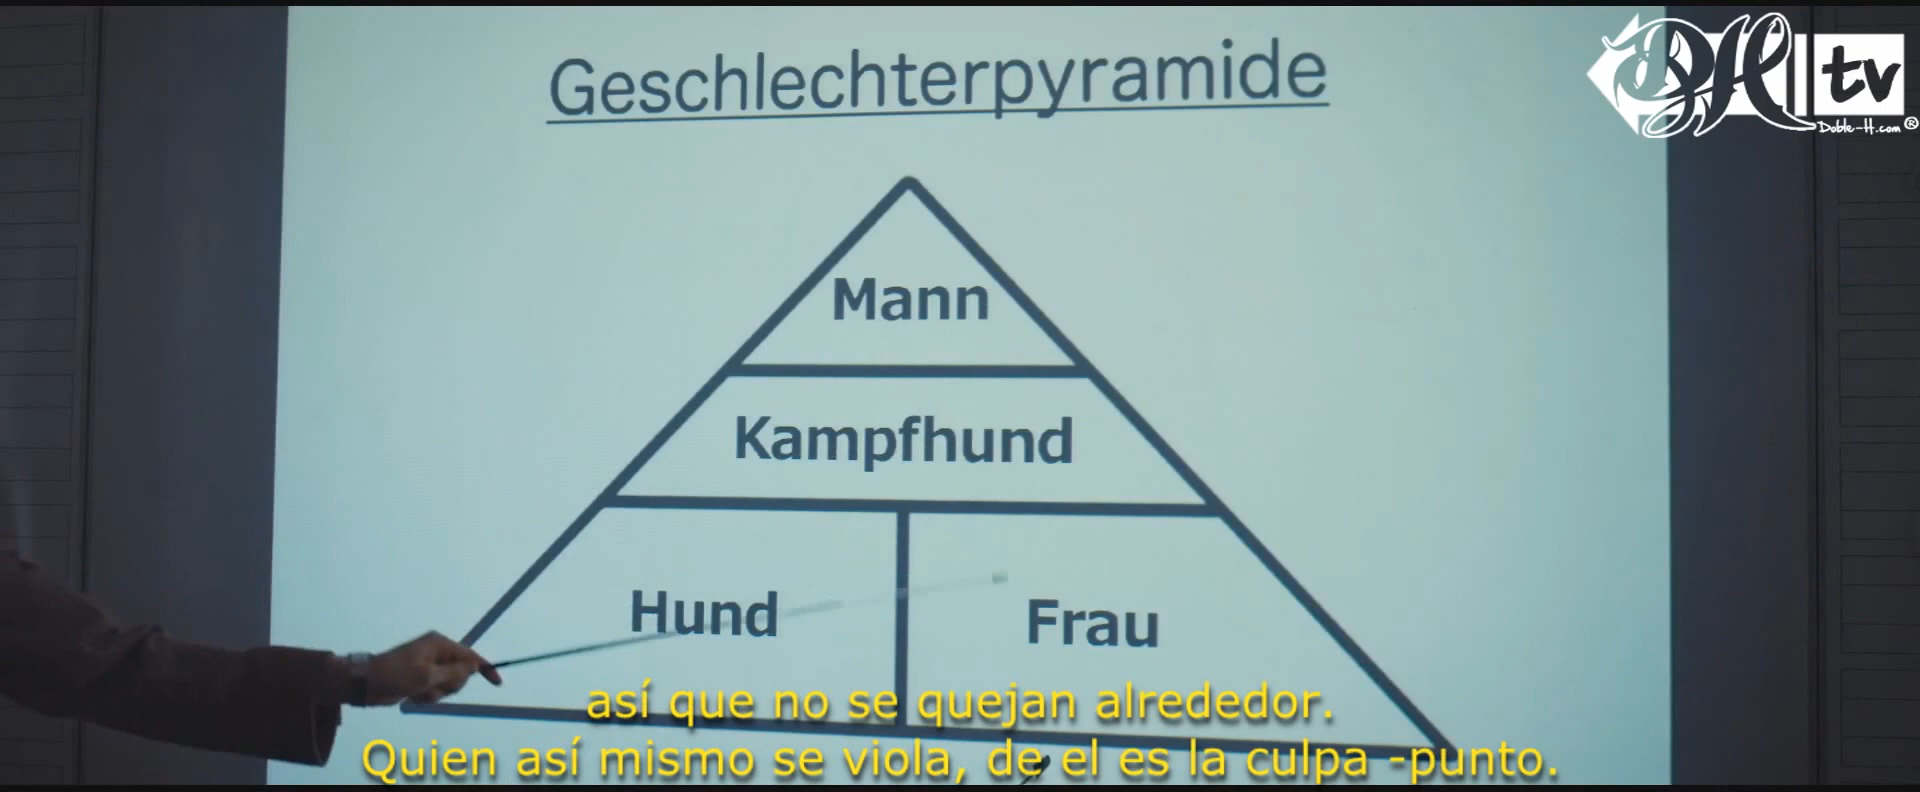 Geschlechterpyramide
DH tv
Doble-H.com®
Mann
Kampfhund
Hund
Frau
así que no se quejan alrededor.
Quien así mismo se viola, de el es la culpa -punto.